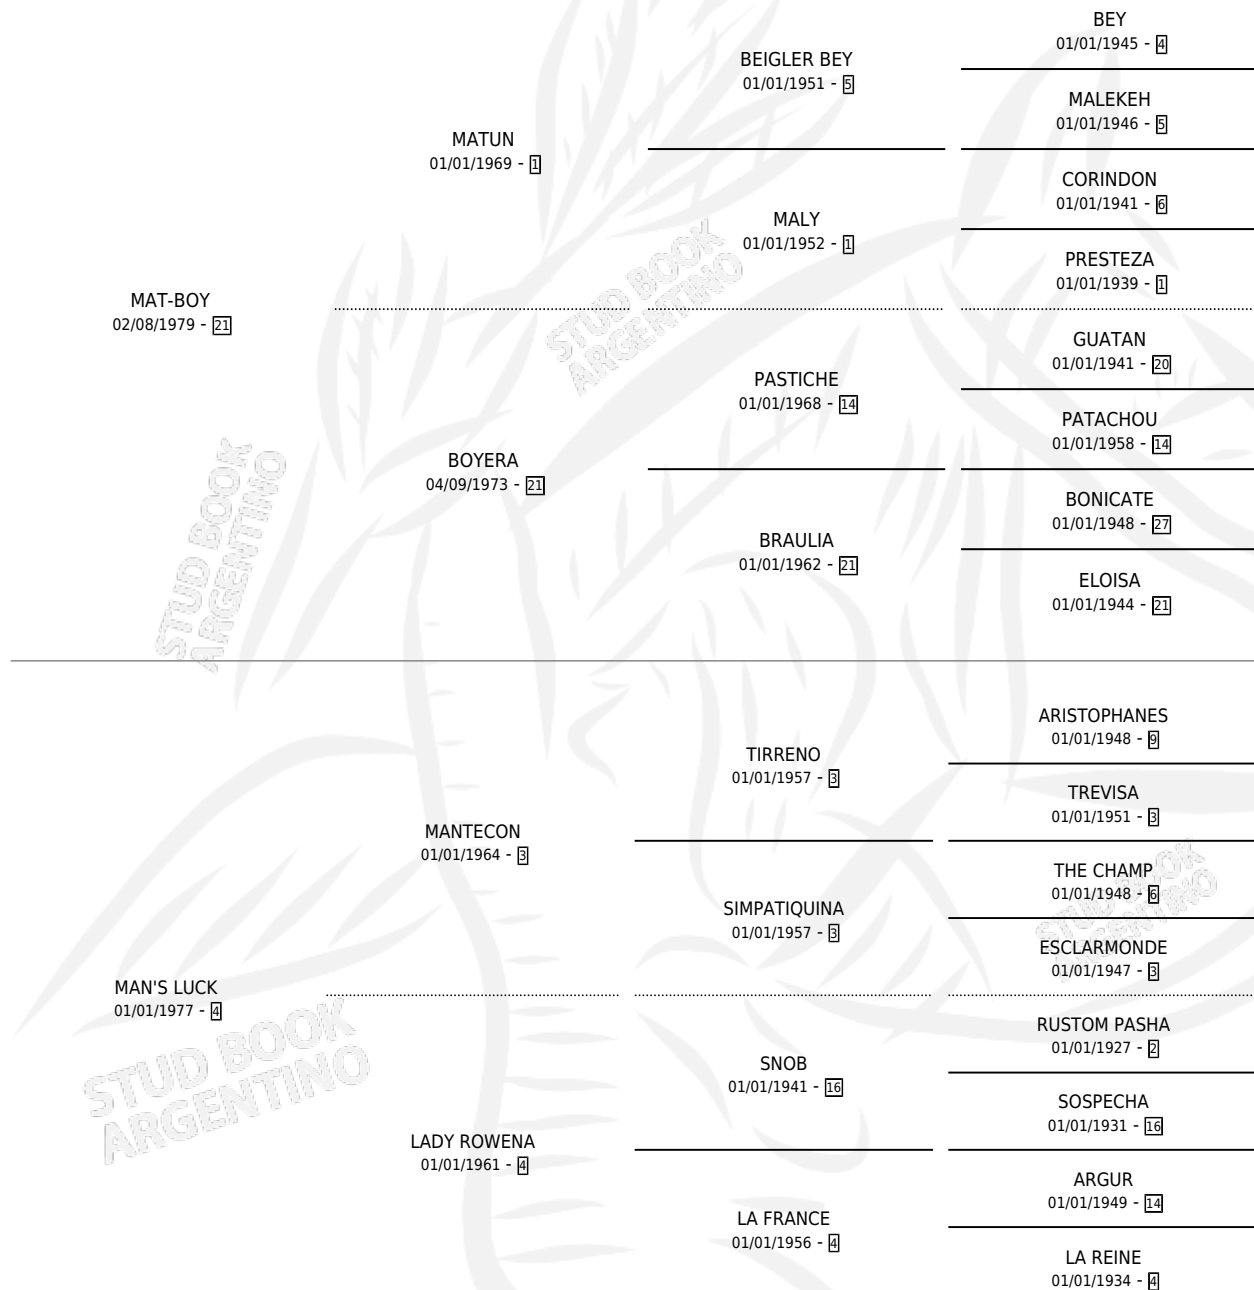 BEY
01/01/1945 - 4
BEIGLER BEY
01/01/1951 - 5
MALEKEH
01/01/1946 - 5
MATUN
01/01/1969 - 1
CORINDON
01/01/1941 - 6
MALY
01/01/1952 - 1
PRESTEZA
01/01/1939 - 1
MAT-BOY
02/08/1979 - 21
GUATAN
01/01/1941 - 20
PASTICHE
01/01/1968 - 14
PATACHOU
01/01/1958 - 14
BOYERA
04/09/1973 - 21
BONICATE
01/01/1948 - 27
BRAULIA
01/01/1962 - 21
ELOISA
01/01/1944 - 21
ARISTOPHANES
01/01/1948 - 9
TIRRENO
01/01/1957 - 3
TREVISA
01/01/1951 - 3
MANTECON
01/01/1964 - 3
THE CHAMP
01/01/1948 - 6
SIMPATIQUINA
01/01/1957 - 3
ESCLARMONDE
01/01/1947 - 3
MAN'S LUCK
01/01/1977 - 4
RUSTOM PASHA
01/01/1927 - 2
SNOB
01/01/1941 - 16
SOSPECHA
01/01/1931 - 16
LADY ROWENA
01/01/1961 - 4
ARGUR
01/01/1949 - 14
LA FRANCE
01/01/1956 - 4
LA REINE
01/01/1934 - 4
STUD BOOK
ARGENTINO
STUD BOOK
ARGENTINO
STUD BOOK
ARGENTINO
STUD BOOK
ARGENTINO